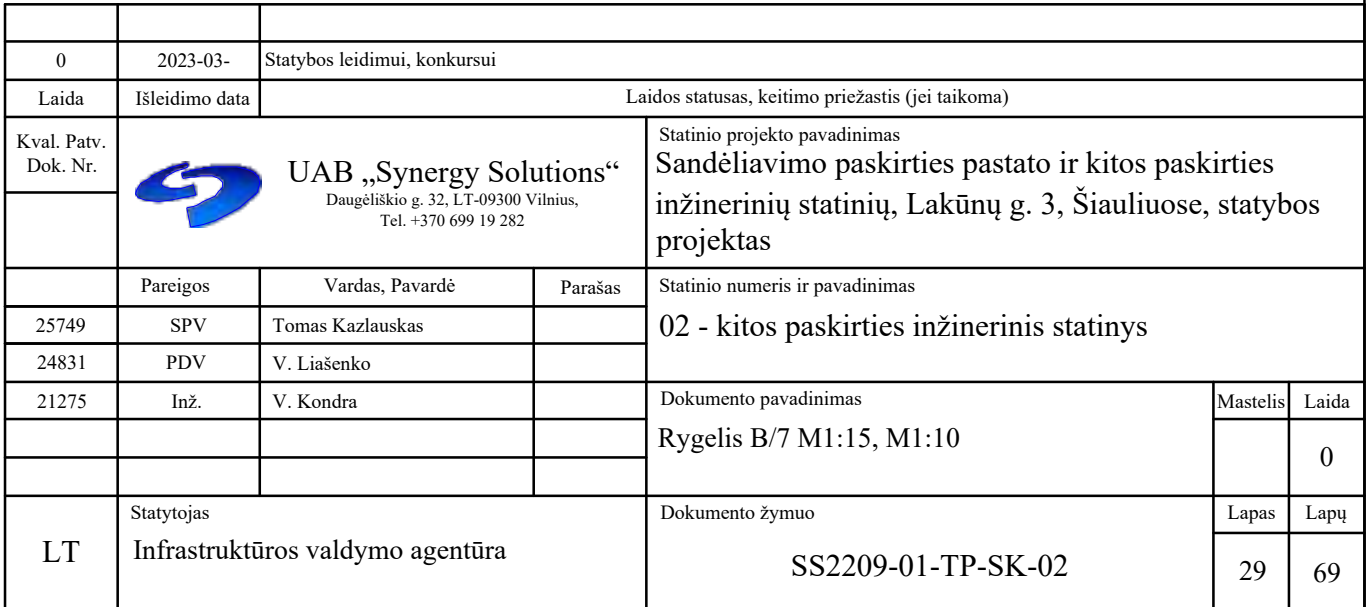 0 2023-03- Statybos leidimui, konkursui
Laida Išleidimo data Laidos statusas, keitimo priežastis (jei taikoma)
Kval. Patv.
Dok. Nr.
UAB „Synergy Solutions“
Daugėliškio g. 32, LT-09300 Vilnius,
Tel. +370 699 19 282
Statinio projekto pavadinimas
Sandėliavimo paskirties pastato ir kitos paskirties
inžinerinių statinių, Lakūnų g. 3, Šiauliuose, statybos
projektas
Pareigos Vardas, Pavardė Parašas
25749 SPV Tomas Kazlauskas
24831 PDV V. Liašenko
21275 Inž. V. Kondra
Statinio numeris ir pavadinimas
02 - kitos paskirties inžinerinis statinys
Dokumento pavadinimas
Rygelis B/7 M1:15, M1:10
Mastelis Laida
0
LT
Statytojas
Infrastruktūros valdymo agentūra
Dokumento žymuo
SS2209-01-TP-SK-02
Lapas Lapų
29 69